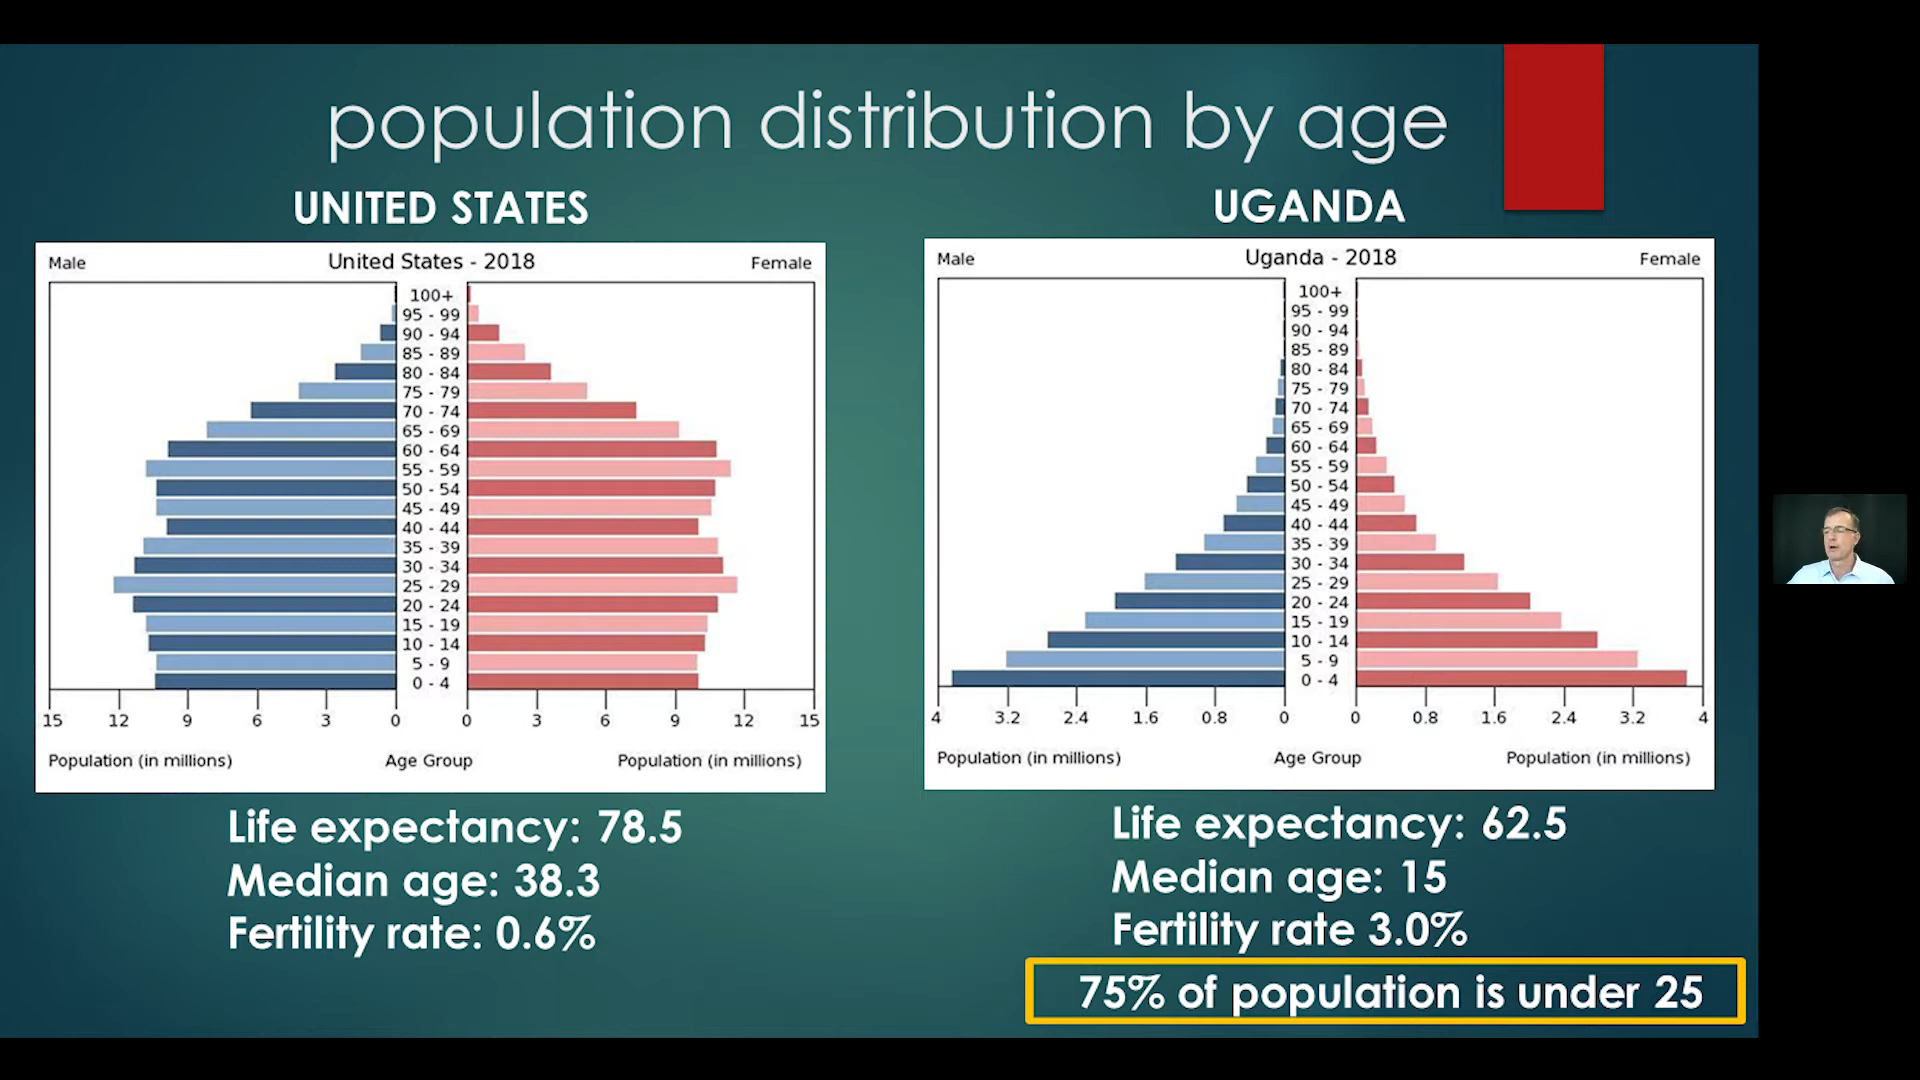 population distribution by age
UNITED STATES
Male United States - 2018 Female
100+
95 - 99
90 - 94
85 - 89
80 - 84
75 - 79
70 - 74
65 - 69
60 - 64
55 - 59
50 - 54
45 - 49
40 - 44
35 - 39
30 - 34
25 - 29
20 - 24
15 - 19
10 - 14
5 - 9
0 - 4
15 12 9 6 3 0 0 3 6 9 12 15
Population (in millions) Age Group Population (in millions)
Life expectancy: 78.5
Median age: 38.3
Fertility rate: 0.6%
UGANDA
Male Uganda - 2018 Female
100+
95 - 99
90 - 94
85 - 89
80 - 84
75 - 79
70 - 74
65 - 69
60 - 64
55 - 59
50 - 54
45 - 49
40 - 44
35 - 39
30 - 34
25 - 29
20 - 24
15 - 19
10 - 14
5 - 9
0 - 4
4 3.2 2.4 1.6 0.8 0 0 0.8 1.6 2.4 3.2 4
Population (in millions) Age Group Population (in millions)
Life expectancy: 62.5
Median age: 15
Fertility rate 3.0%
75% of population is under 25